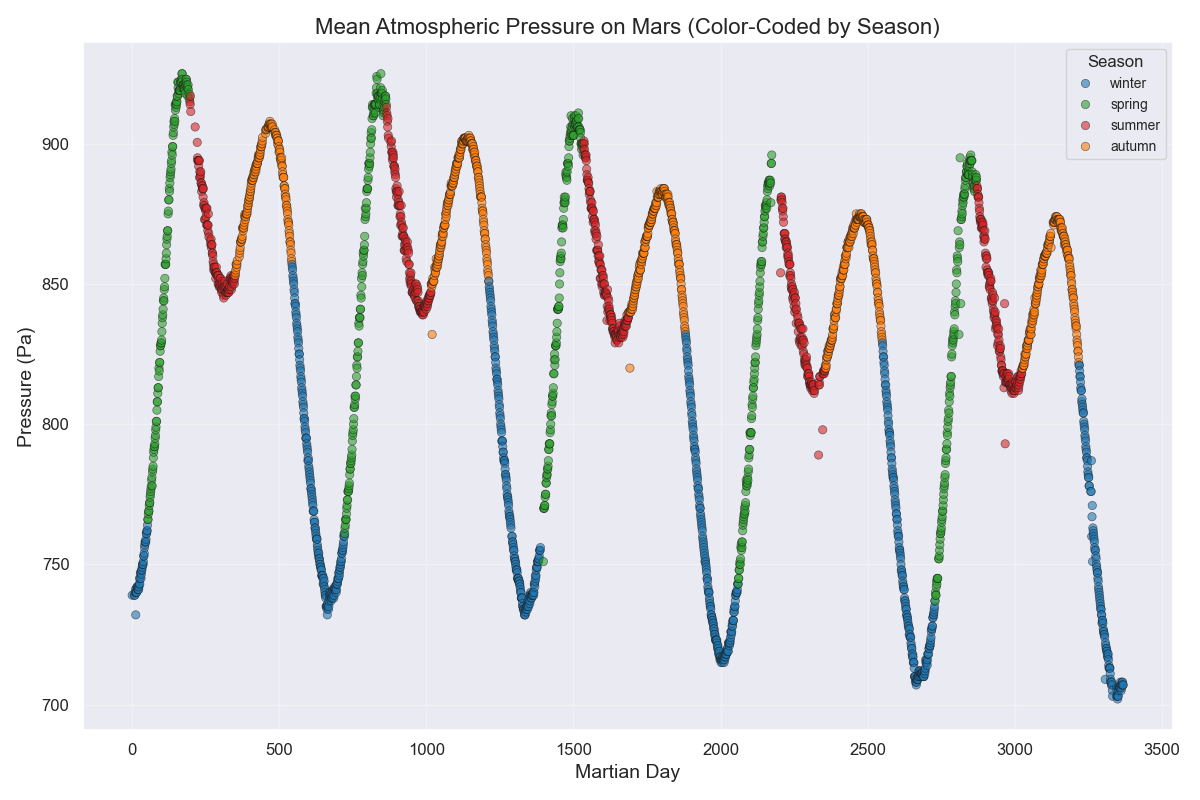 Mean Atmospheric Pressure on Mars (Color-Coded by Season)
Season
winter
spring
summer
autumn
Pressure (Pa)
900
850
800
750
700
0 500 1000 1500 2000 2500 3000 3500
Martian Day